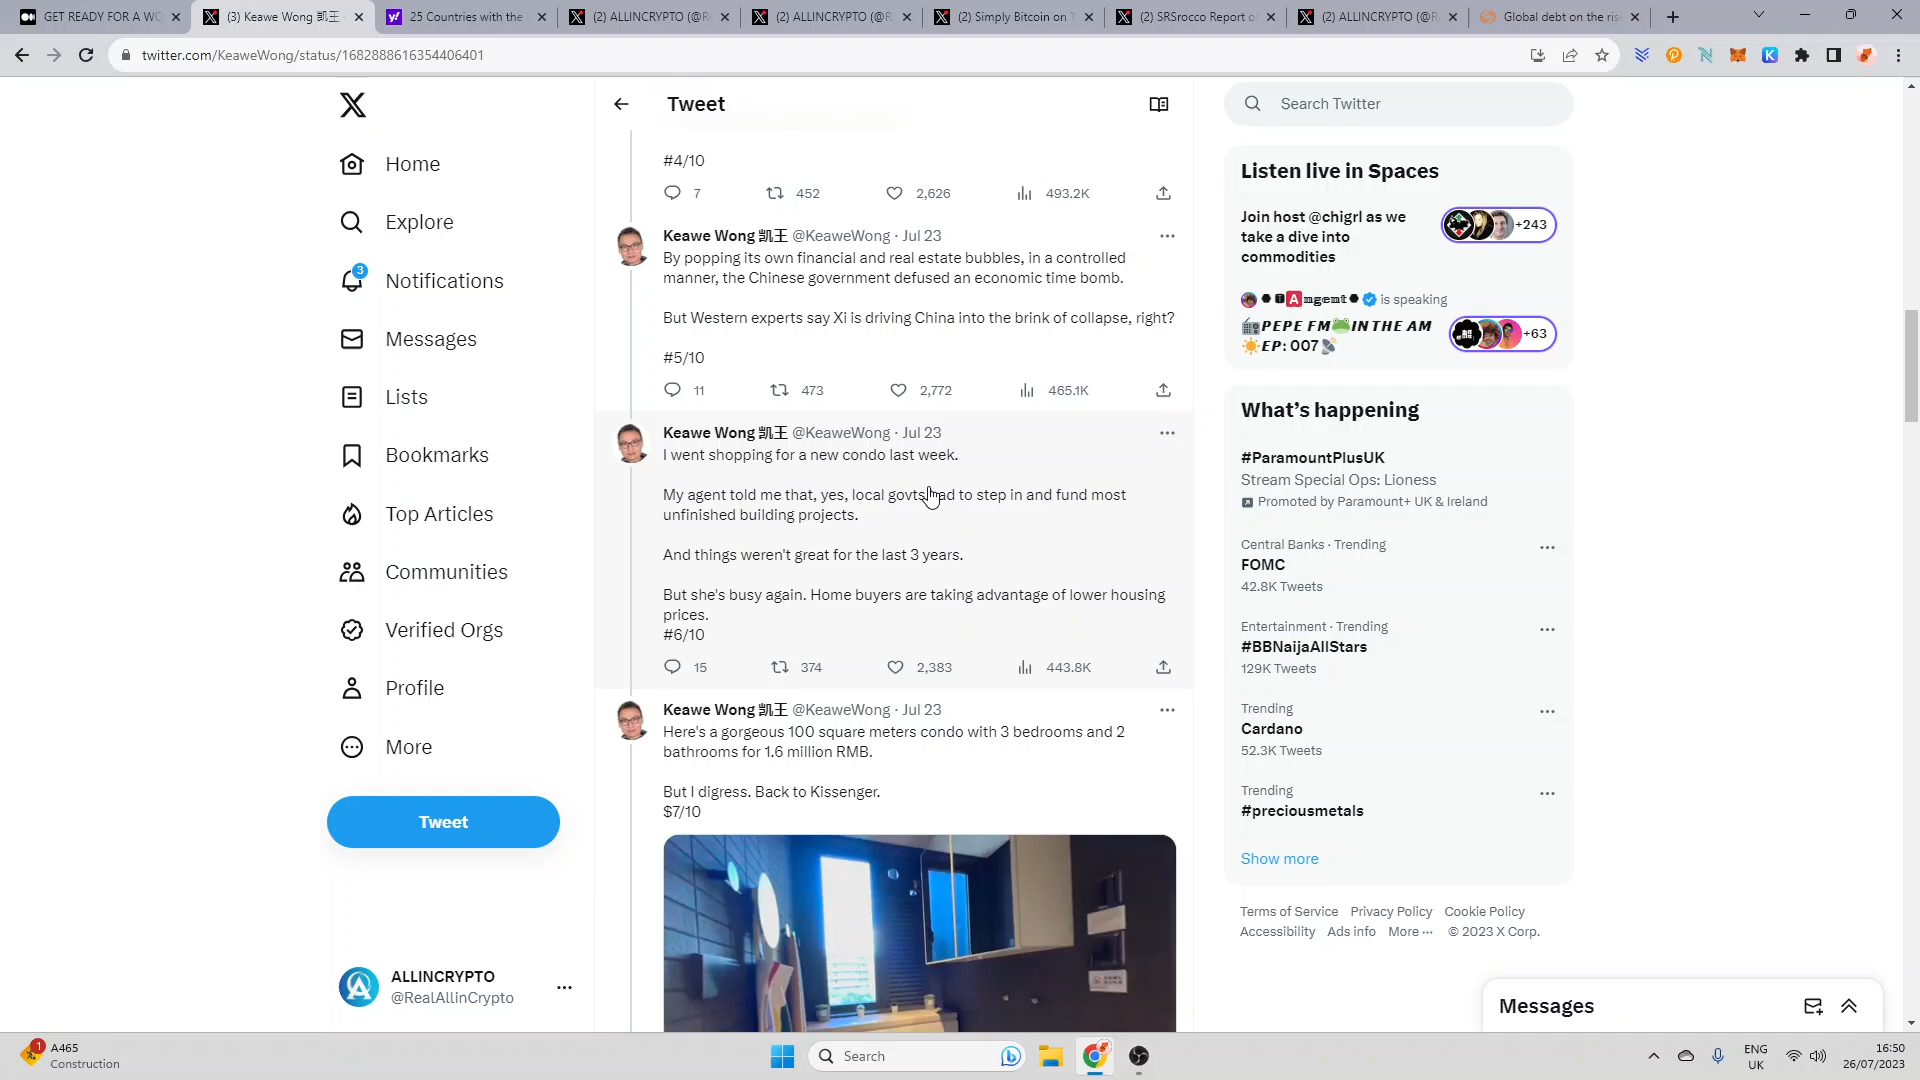 GET READY FOR A WO
(3) Keawe Wong 凯王
25 Countries with the
(2) ALLINCRYPTO (@R
(2) ALLINCRYPTO (@R
(2) Simply Bitcoin on T
(2) SRSrocco Report o
(2) ALLINCRYPTO (@R
Global debt on the ris
twitter.com/KeaweWong/status/1682888616354406401
Home
Explore
3
Notifications
Messages
Lists
Bookmarks
Top Articles
Communities
Verified Orgs
Profile
More
Tweet
ALLINCRYPTO
@RealAllinCrypto
Tweet
#4/10
7 452 2,626 493.2K
Keawe Wong 凯王 @KeaweWong · Jul 23
By popping its own financial and real estate bubbles, in a controlled
manner, the Chinese government defused an economic time bomb.
But Western experts say Xi is driving China into the brink of collapse, right?
#5/10
11 473 2,772 465.1K
Keawe Wong 凯王 @KeaweWong · Jul 23
I went shopping for a new condo last week.
My agent told me that, yes, local govts ad to step in and fund most
unfinished building projects.
And things weren't great for the last 3 years.
But she's busy again. Home buyers are taking advantage of lower housing
prices.
#6/10
15 374 2,383 443.8K
Keawe Wong 凯王 @KeaweWong · Jul 23
Here's a gorgeous 100 square meters condo with 3 bedrooms and 2
bathrooms for 1.6 million RMB.
But I digress. Back to Kissenger.
$7/10
Search Twitter
Listen live in Spaces
Join host @chigrl as we
take a dive into
commodities
+243
is speaking
PEPE FM🐸IN THE AM
☀️EP: 007📡
+63
What's happening
#ParamountPlusUK
Stream Special Ops: Lioness
Promoted by Paramount+ UK & Ireland
Central Banks · Trending
FOMC
42.8K Tweets
Entertainment · Trending
#BBNaijaAllStars
129K Tweets
Trending
Cardano
52.3K Tweets
Trending
#preciousmetals
Show more
Terms of Service Privacy Policy Cookie Policy
Accessibility Ads info More ··· © 2023 X Corp.
Messages
1
A465
Construction
Search
ENG
UK
16:50
26/07/2023